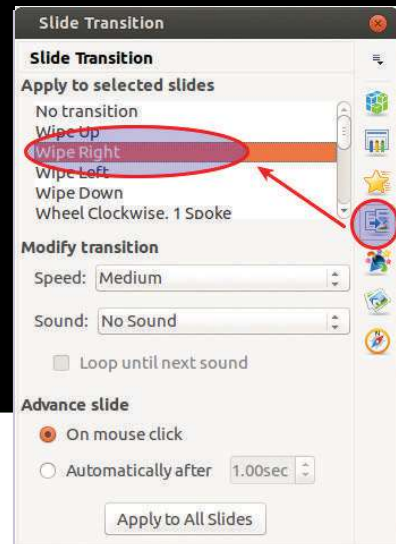 Slide Transition
Slide Transition
Apply to selected slides
No transition
Wipe Up
Wipe Right
Wipe Left
Wipe Down
Wheel Clockwise, 1 Spoke
Modify transition
Speed: Medium
Sound: No Sound
Loop until next sound
Advance slide
On mouse click
Automatically after 1.00sec
Apply to All Slides